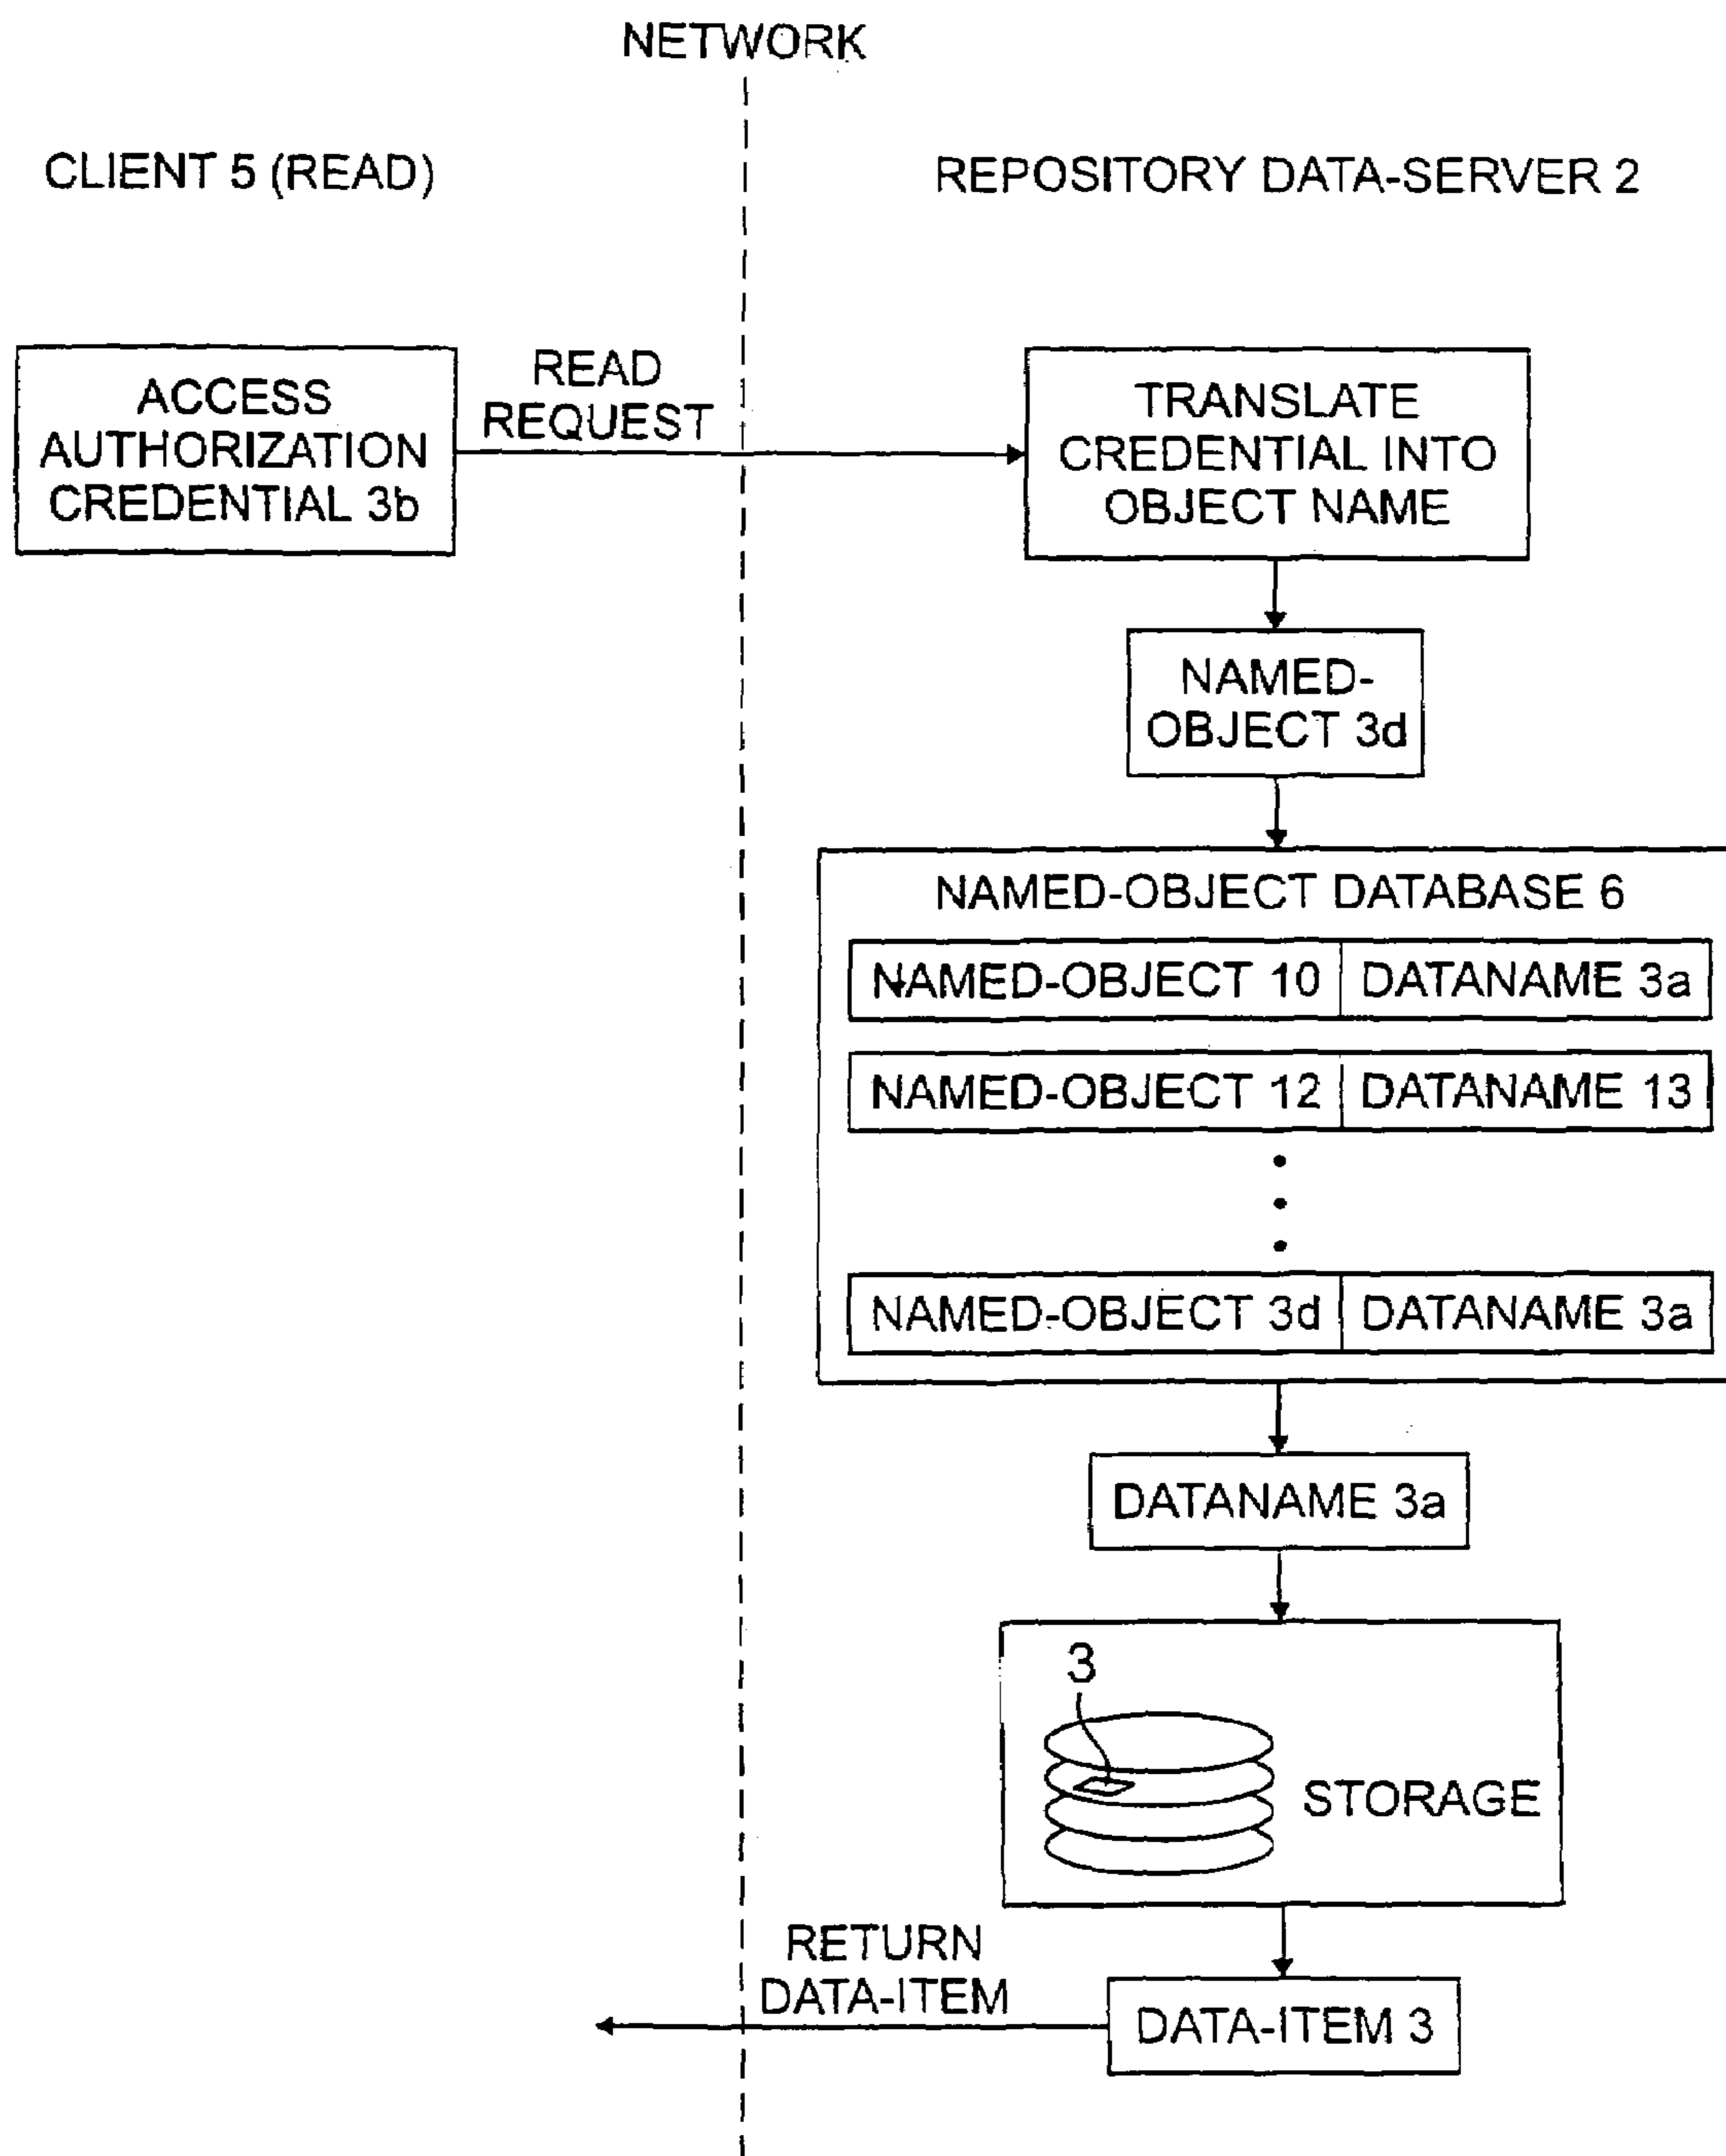 NETWORK
CLIENT 5 (READ)
REPOSITORY DATA-SERVER 2
ACCESS
AUTHORIZATION
CREDENTIAL 3b
READ
REQUEST
TRANSLATE
CREDENTIAL INTO
OBJECT NAME
NAMED-
OBJECT 3d
NAMED-OBJECT DATABASE 6
NAMED-OBJECT 10 DATANAME 3a
NAMED-OBJECT 12 DATANAME 13
NAMED-OBJECT 3d DATANAME 3a
DATANAME 3a
3
STORAGE
RETURN
DATA-ITEM
DATA-ITEM 3